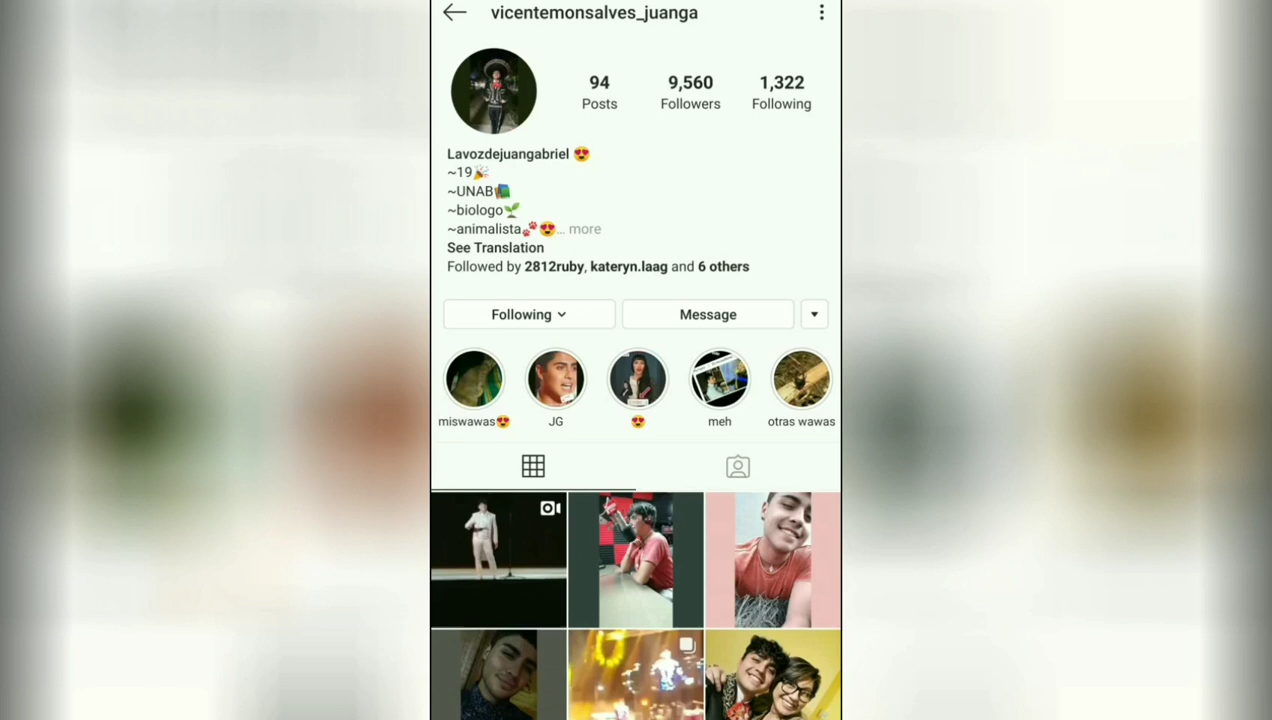 vicentemonsalves_juanga
94 9,560 1,322
Posts Followers Following
Lavozdejuangabriel 😍
~19🎉
~UNAB📚
~biologo🌱
~animalista🐾😍... more
See Translation
Followed by 2812ruby, kateryn.laag and 6 others
Following Message
miswawas😍 JG 😍 meh otras wawas